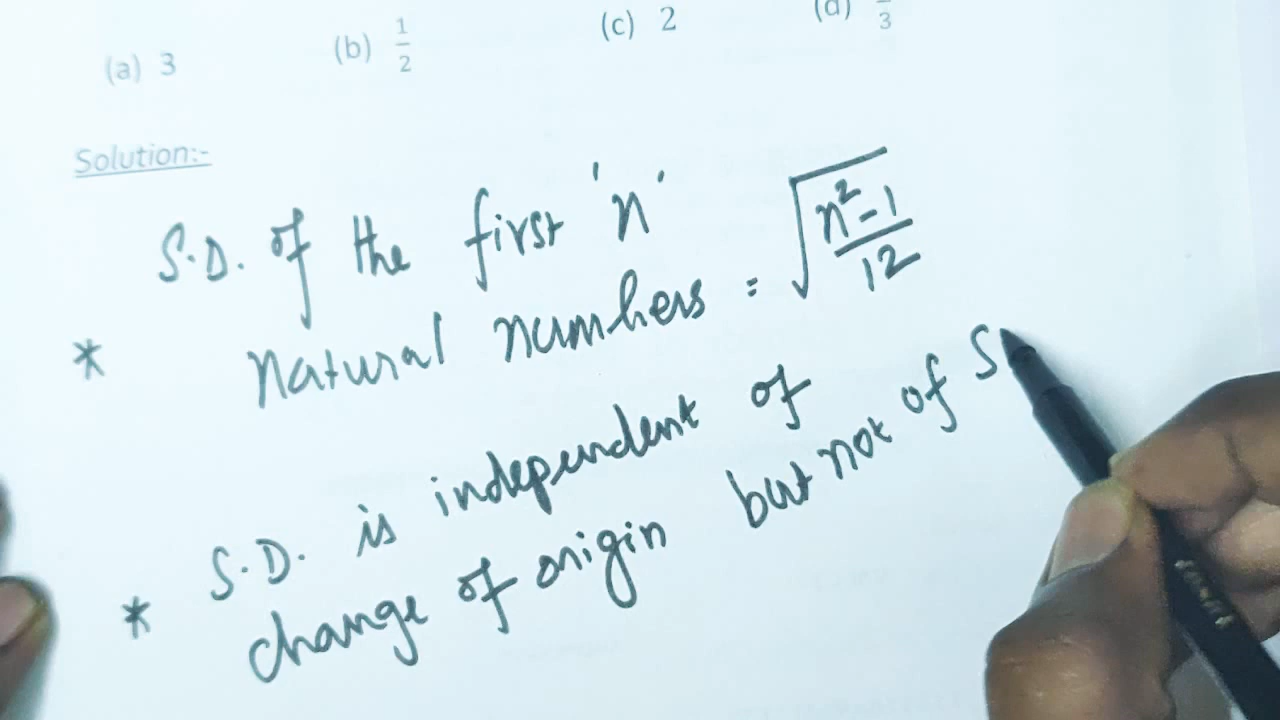 (a) 3 (b) 1/2 (c) 2 (d) /3
Solution:-
S.D. of the first 'n'
* Natural numbers = √((n²-1)/12)
* S.D. is independent of
change of origin but not of S